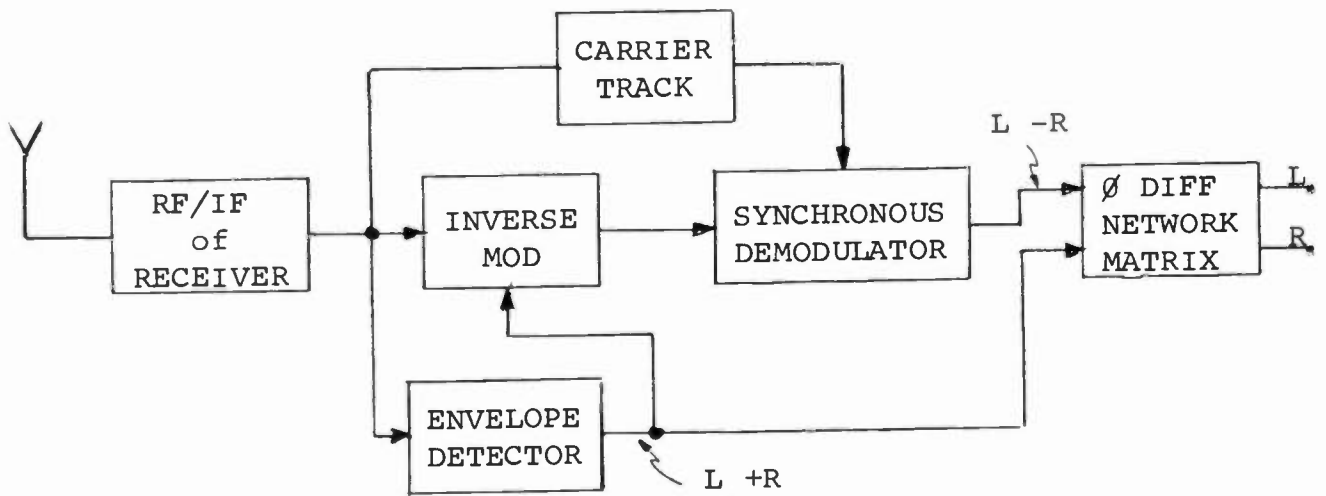 CARRIER
TRACK
L -R
RF/IF
of
RECEIVER
INVERSE
MOD
SYNCHRONOUS
DEMODULATOR
Ø DIFF
NETWORK
MATRIX
L
R
ENVELOPE
DETECTOR
L +R